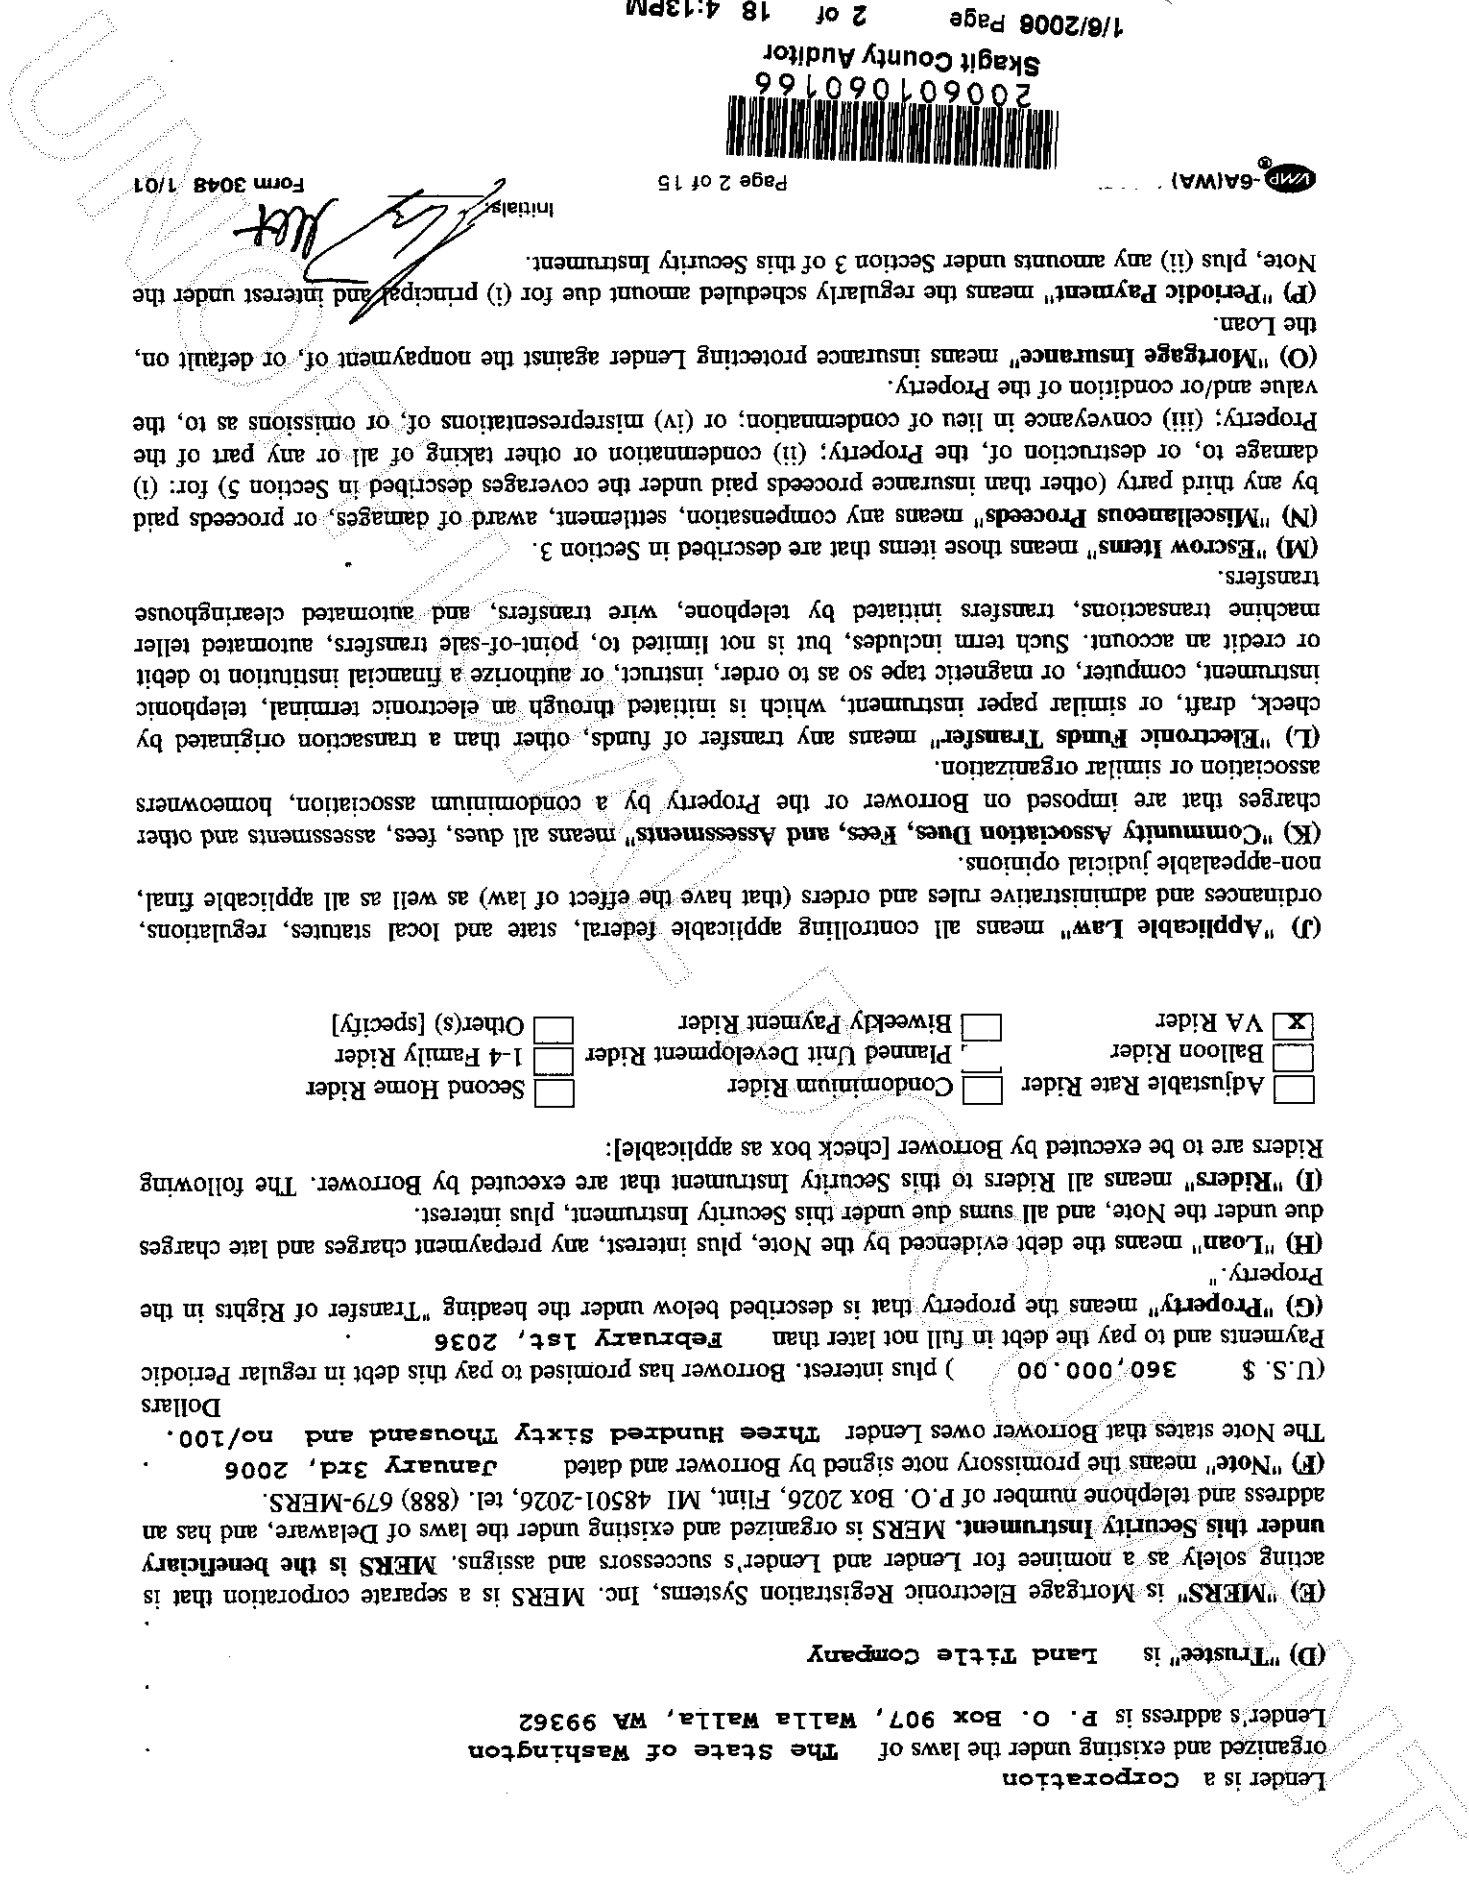 Lender is a Corporation
organized and existing under the laws of The State of Washington
Lender's address is P. O. Box 907, Walla Walla, WA 99362
(D) "Trustee" is Land Title Company
(E) "MERS" is Mortgage Electronic Registration Systems, Inc. MERS is a separate corporation that is
acting solely as a nominee for Lender and Lender's successors and assigns. MERS is the beneficiary
under this Security Instrument. MERS is organized and existing under the laws of Delaware, and has an
address and telephone number of P.O. Box 2026, Flint, MI 48501-2026, tel. (888) 679-MERS.
(F) "Note" means the promissory note signed by Borrower and dated January 3rd, 2006 .
The Note states that Borrower owes Lender Three Hundred Sixty Thousand and no/100.
Dollars
(U.S. $ 360,000.00 ) plus interest. Borrower has promised to pay this debt in regular Periodic
Payments and to pay the debt in full not later than February 1st, 2036 .
(G) "Property" means the property that is described below under the heading "Transfer of Rights in the
Property."
(H) "Loan" means the debt evidenced by the Note, plus interest, any prepayment charges and late charges
due under the Note, and all sums due under this Security Instrument, plus interest.
(I) "Riders" means all Riders to this Security Instrument that are executed by Borrower. The following
Riders are to be executed by Borrower [check box as applicable]:
Adjustable Rate Rider Condominium Rider Second Home Rider
Balloon Rider Planned Unit Development Rider 1-4 Family Rider
X VA Rider Biweekly Payment Rider Other(s) [specify]
(J) "Applicable Law" means all controlling applicable federal, state and local statutes, regulations,
ordinances and administrative rules and orders (that have the effect of law) as well as all applicable final,
non-appealable judicial opinions.
(K) "Community Association Dues, Fees, and Assessments" means all dues, fees, assessments and other
charges that are imposed on Borrower or the Property by a condominium association, homeowners
association or similar organization.
(L) "Electronic Funds Transfer" means any transfer of funds, other than a transaction originated by
check, draft, or similar paper instrument, which is initiated through an electronic terminal, telephonic
instrument, computer, or magnetic tape so as to order, instruct, or authorize a financial institution to debit
or credit an account. Such term includes, but is not limited to, point-of-sale transfers, automated teller
machine transactions, transfers initiated by telephone, wire transfers, and automated clearinghouse
transfers.
(M) "Escrow Items" means those items that are described in Section 3.
(N) "Miscellaneous Proceeds" means any compensation, settlement, award of damages, or proceeds paid
by any third party (other than insurance proceeds paid under the coverages described in Section 5) for: (i)
damage to, or destruction of, the Property; (ii) condemnation or other taking of all or any part of the
Property; (iii) conveyance in lieu of condemnation; or (iv) misrepresentations of, or omissions as to, the
value and/or condition of the Property.
(O) "Mortgage Insurance" means insurance protecting Lender against the nonpayment of, or default on,
the Loan.
(P) "Periodic Payment" means the regularly scheduled amount due for (i) principal and interest under the
Note, plus (ii) any amounts under Section 3 of this Security Instrument.
Initials:
VMP®-6A(WA) Page 2 of 15 Form 3048 1/01
200601060166
Skagit County Auditor
1/6/2006 Page 2 of 18 4:13PM
UNOFFICIAL DOCUMENT